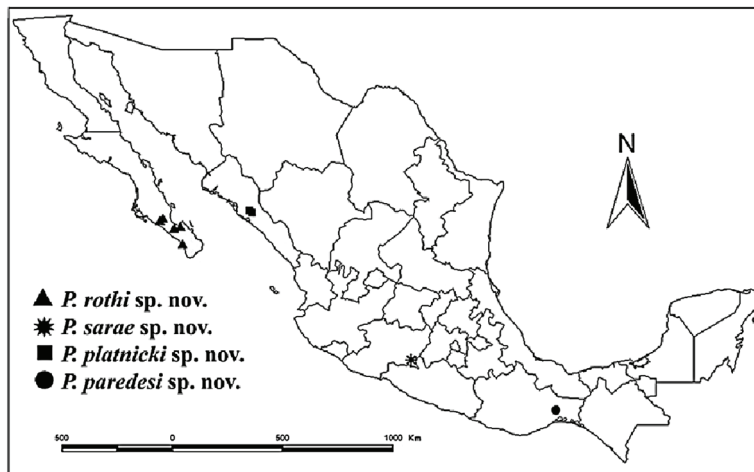 N
P. rothi sp. nov.
P. sarae sp. nov.
P. platnicki sp. nov.
P. paredesi sp. nov.
500 0 500 1000 Km